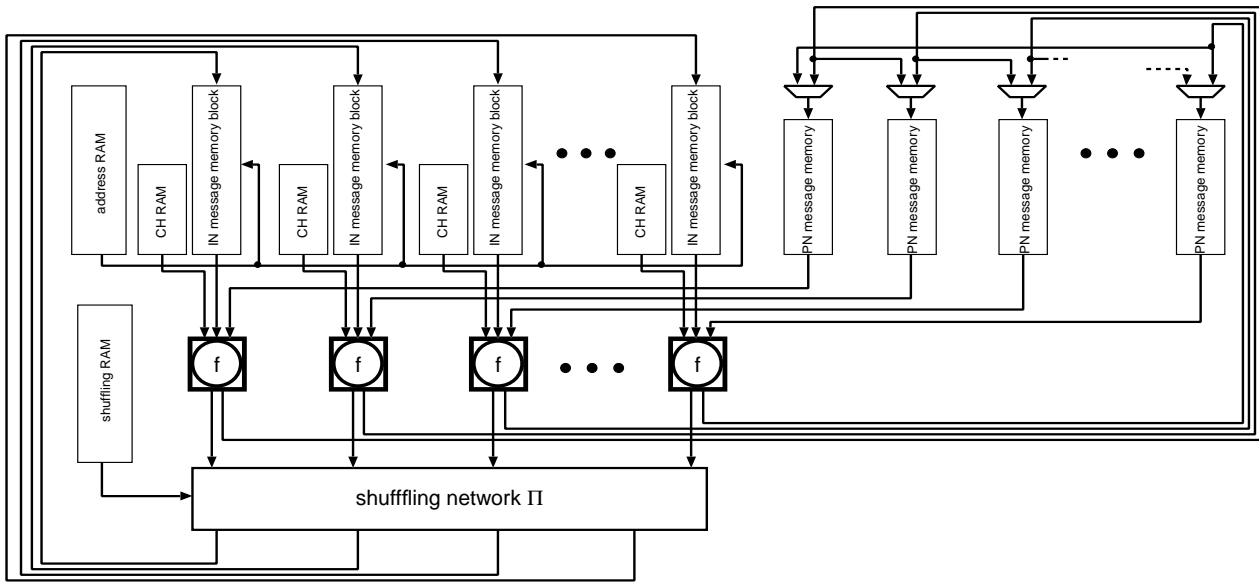 address RAM
CH RAM
IN message memory block
CH RAM
IN message memory block
CH RAM
IN message memory block
CH RAM
IN message memory block
PN message memory
PN message memory
PN message memory
PN message memory
shuffling RAM
f
f
f
f
shufffling network Π